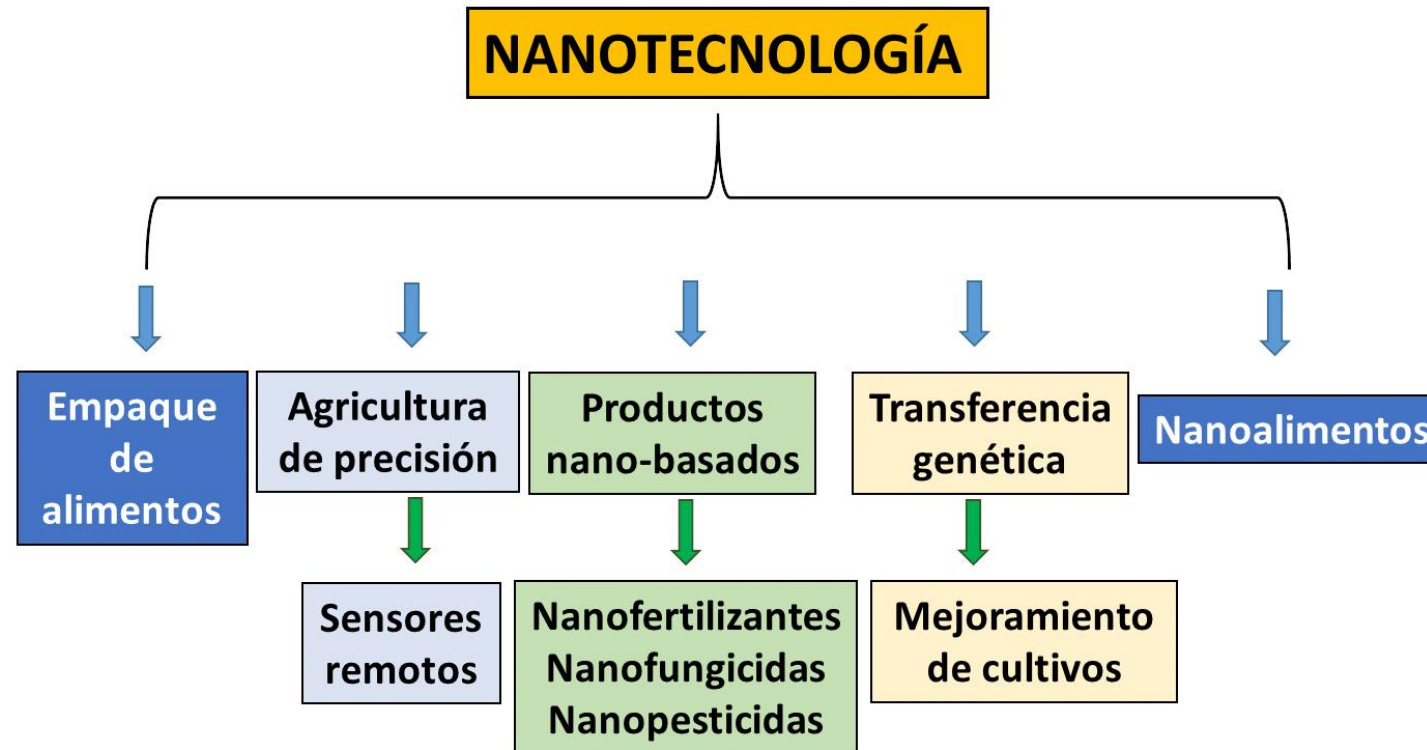 NANOTECNOLOGÍA
Empaque
de
alimentos
Agricultura
de precisión
Productos
nano-basados
Transferencia
genética
Nanoalimentos
Sensores
remotos
Nanofertilizantes
Nanofungicidas
Nanopesticidas
Mejoramiento
de cultivos